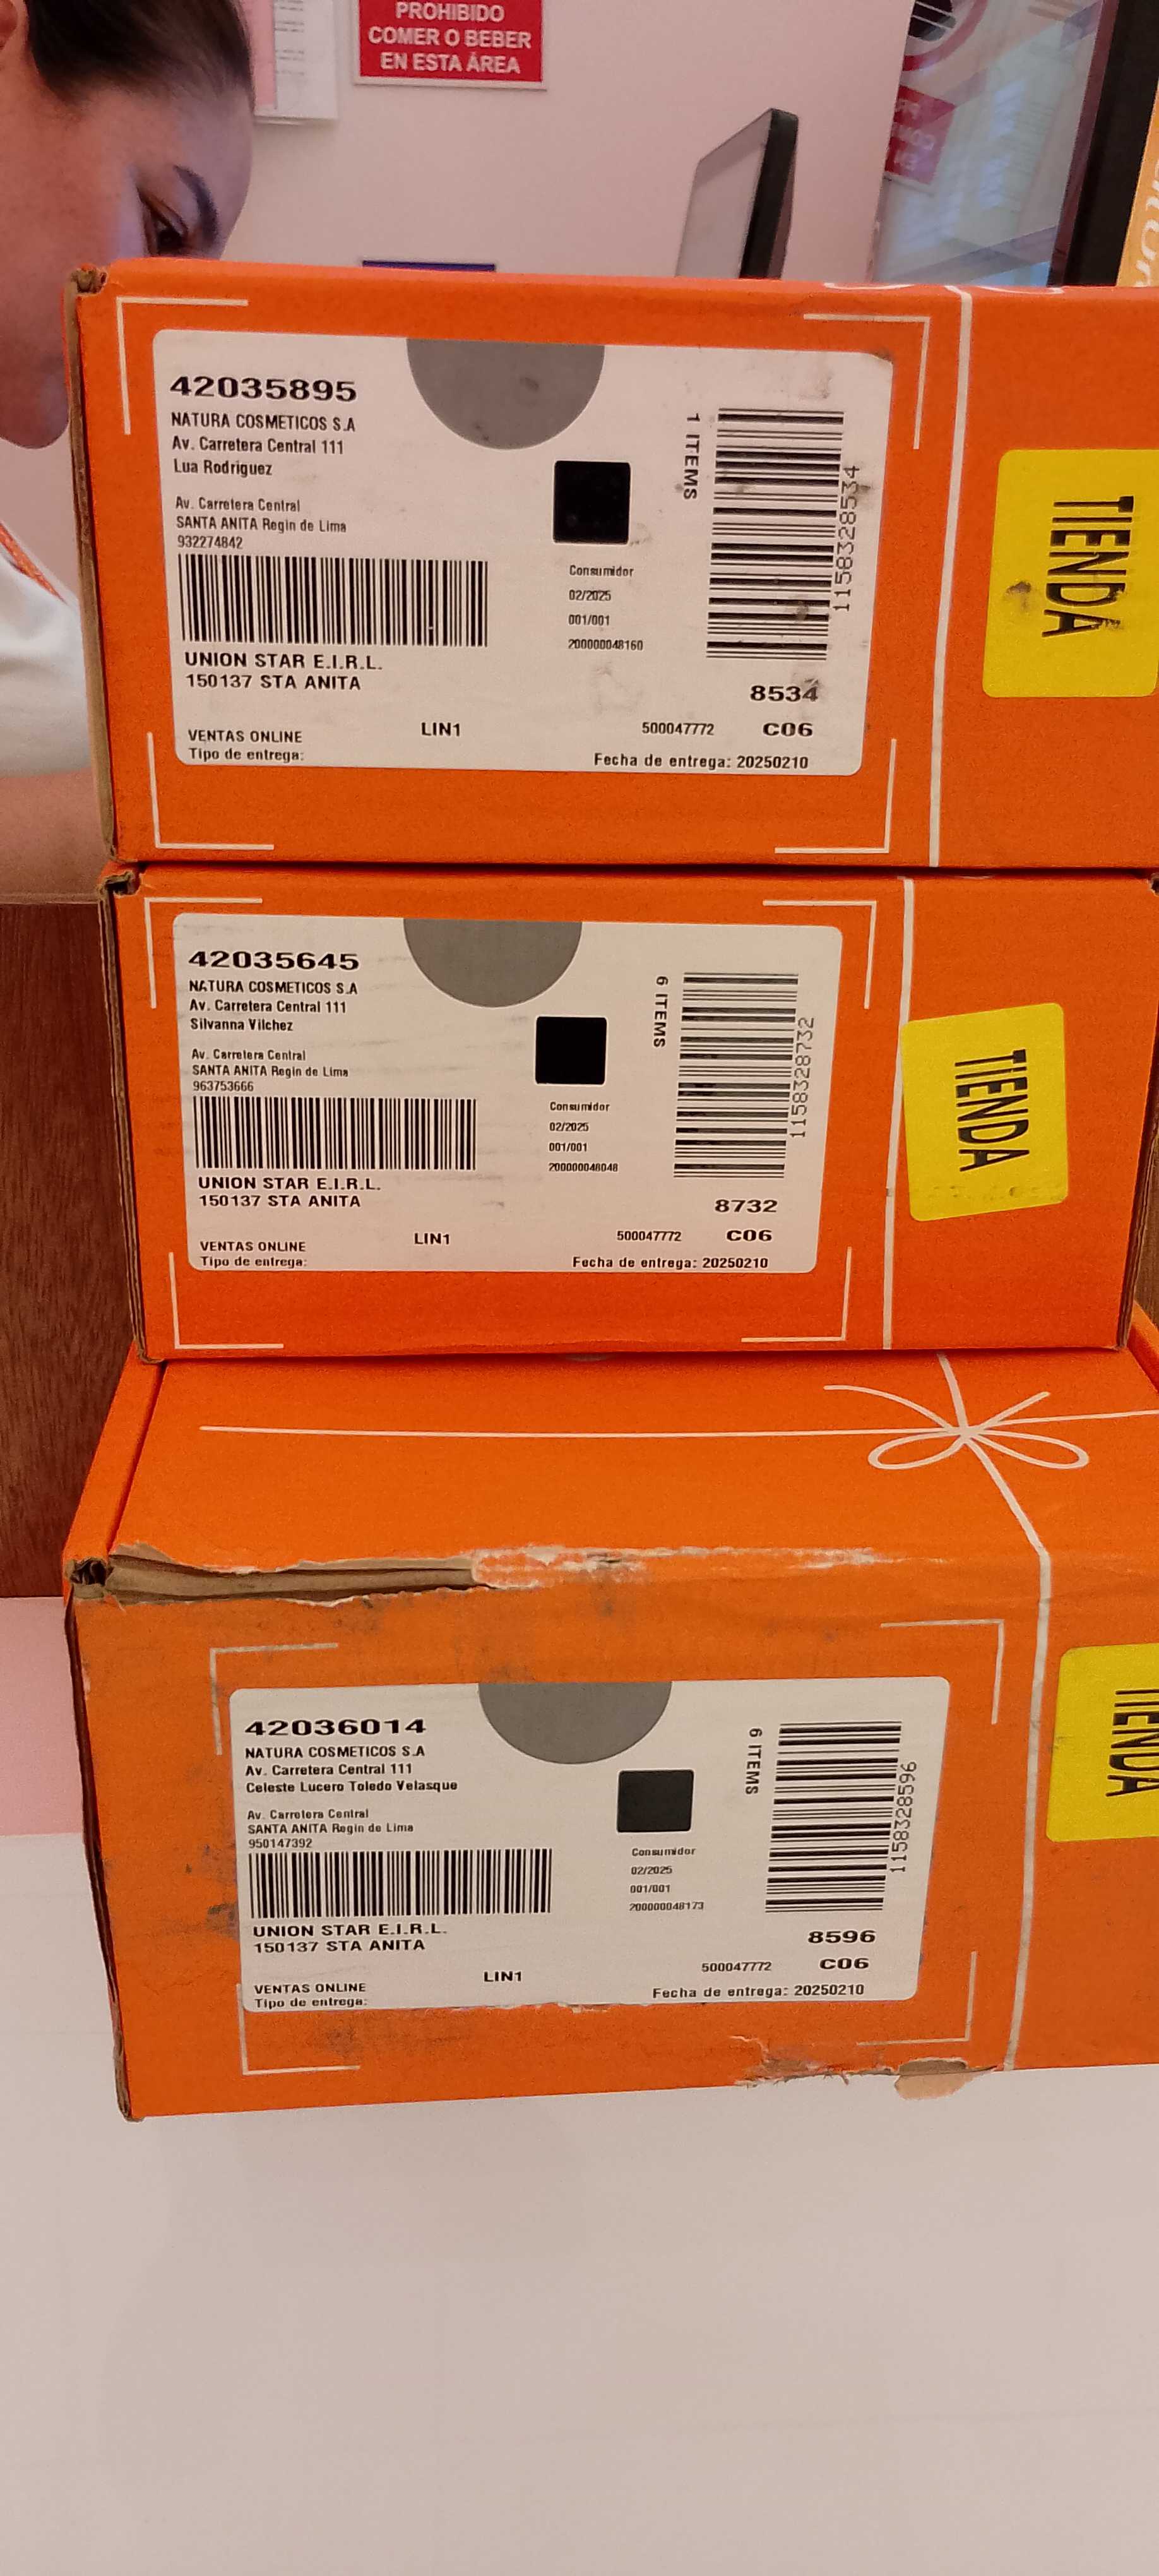 PROHIBIDO
COMER O BEBER
EN ESTA ÁREA
42035895
NATURA COSMETICOS S.A
Av. Carretera Central 111
Lua Rodriguez
Av. Carretera Central
SANTA ANITA Regin de Lima
932274842
UNION STAR E.I.R.L.
150137 STA ANITA
VENTAS ONLINE
Tipo de entrega:
LIN1
Consumidor
02/2025
001/001
200000048160
1 ITEMS
1158328534
8534
500047772 C06
Fecha de entrega: 20250210
TIENDA
42035645
NATURA COSMETICOS S.A
Av. Carretera Central 111
Silvanna Vilchez
Av. Carretera Central
SANTA ANITA Regin de Lima
963753666
UNION STAR E.I.R.L.
150137 STA ANITA
VENTAS ONLINE
Tipo de entrega:
LIN1
Consumidor
02/2025
001/001
200000048048
6 ITEMS
1158328732
8732
500047772 C06
Fecha de entrega: 20250210
TIENDA
42036014
NATURA COSMETICOS S.A
Av. Carretera Central 111
Celeste Lucero Toledo Velasque
Av. Carretera Central
SANTA ANITA Regin de Lima
950147392
UNION STAR E.I.R.L.
150137 STA ANITA
VENTAS ONLINE
Tipo de entrega:
LIN1
Consumidor
02/2025
001/001
200000048173
6 ITEMS
1158328596
8596
500047772 C06
Fecha de entrega: 20250210
TIENDA